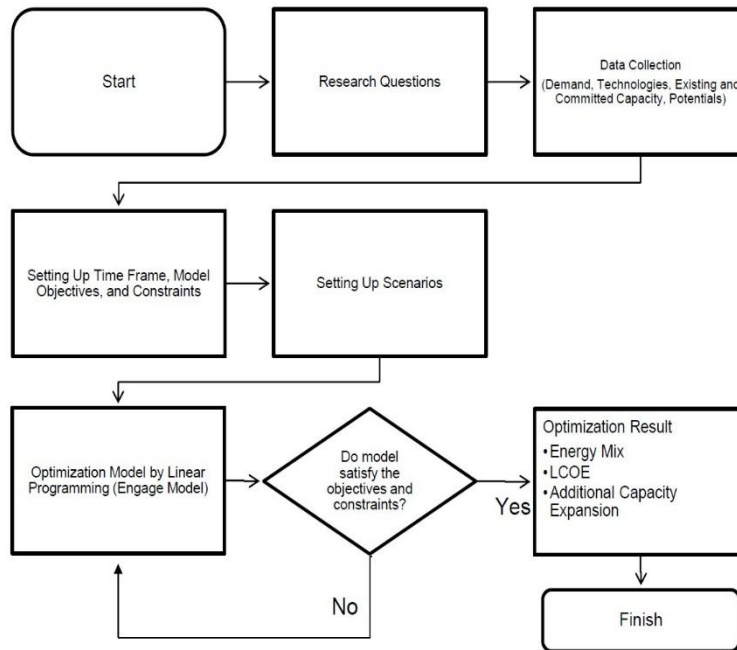 Start
Research Questions
Data Collection
(Demand, Technologies, Existing and
Committed Capacity, Potentials)
Setting Up Time Frame, Model
Objectives, and Constraints
Setting Up Scenarios
Optimization Model by Linear
Programming (Engage Model)
Do model
satisfy the
objectives and
constraints?
Yes
No
Optimization Result
•Energy Mix
•LCOE
•Additional Capacity
Expansion
Finish